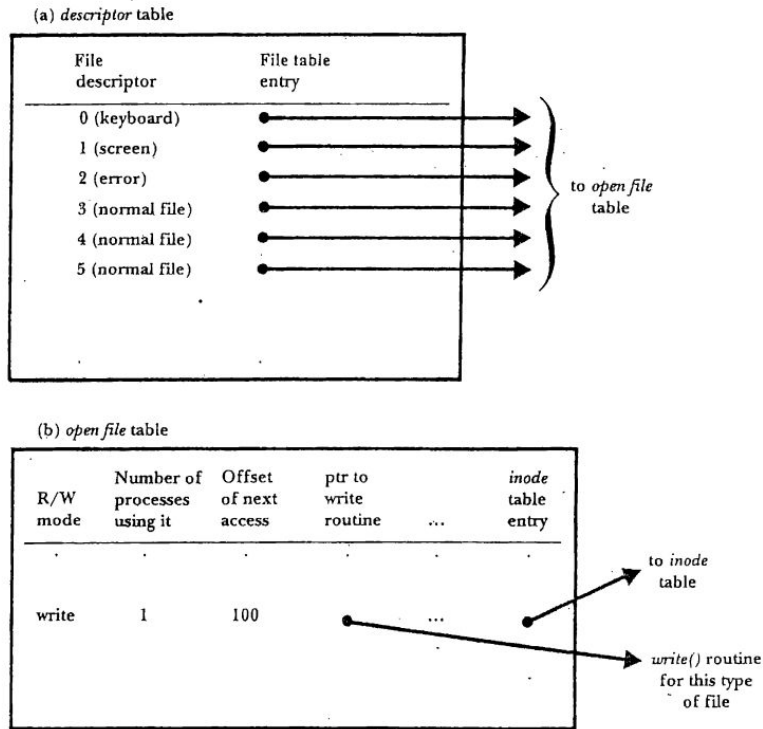 (a) descriptor table
File descriptor
File table entry
0 (keyboard)
1 (screen)
2 (error)
3 (normal file)
4 (normal file)
5 (normal file)
to open file
table
(b) open file table
R/W mode
Number of processes using it
Offset of next access
ptr to write routine
...
inode table entry
write 1 100 ...
to inode
table
write() routine
for this type
of file